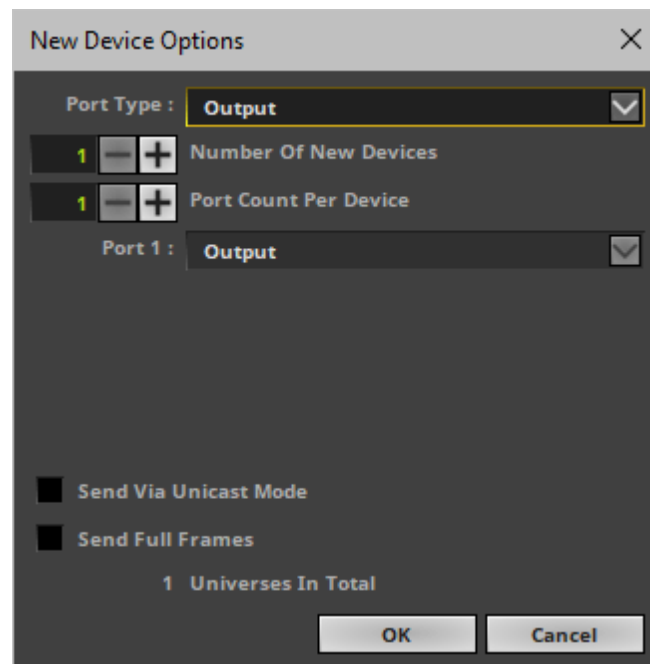 New Device Options
Port Type : Output
1 Number Of New Devices
1 Port Count Per Device
Port 1 : Output
Send Via Unicast Mode
Send Full Frames
1 Universes In Total
OK Cancel